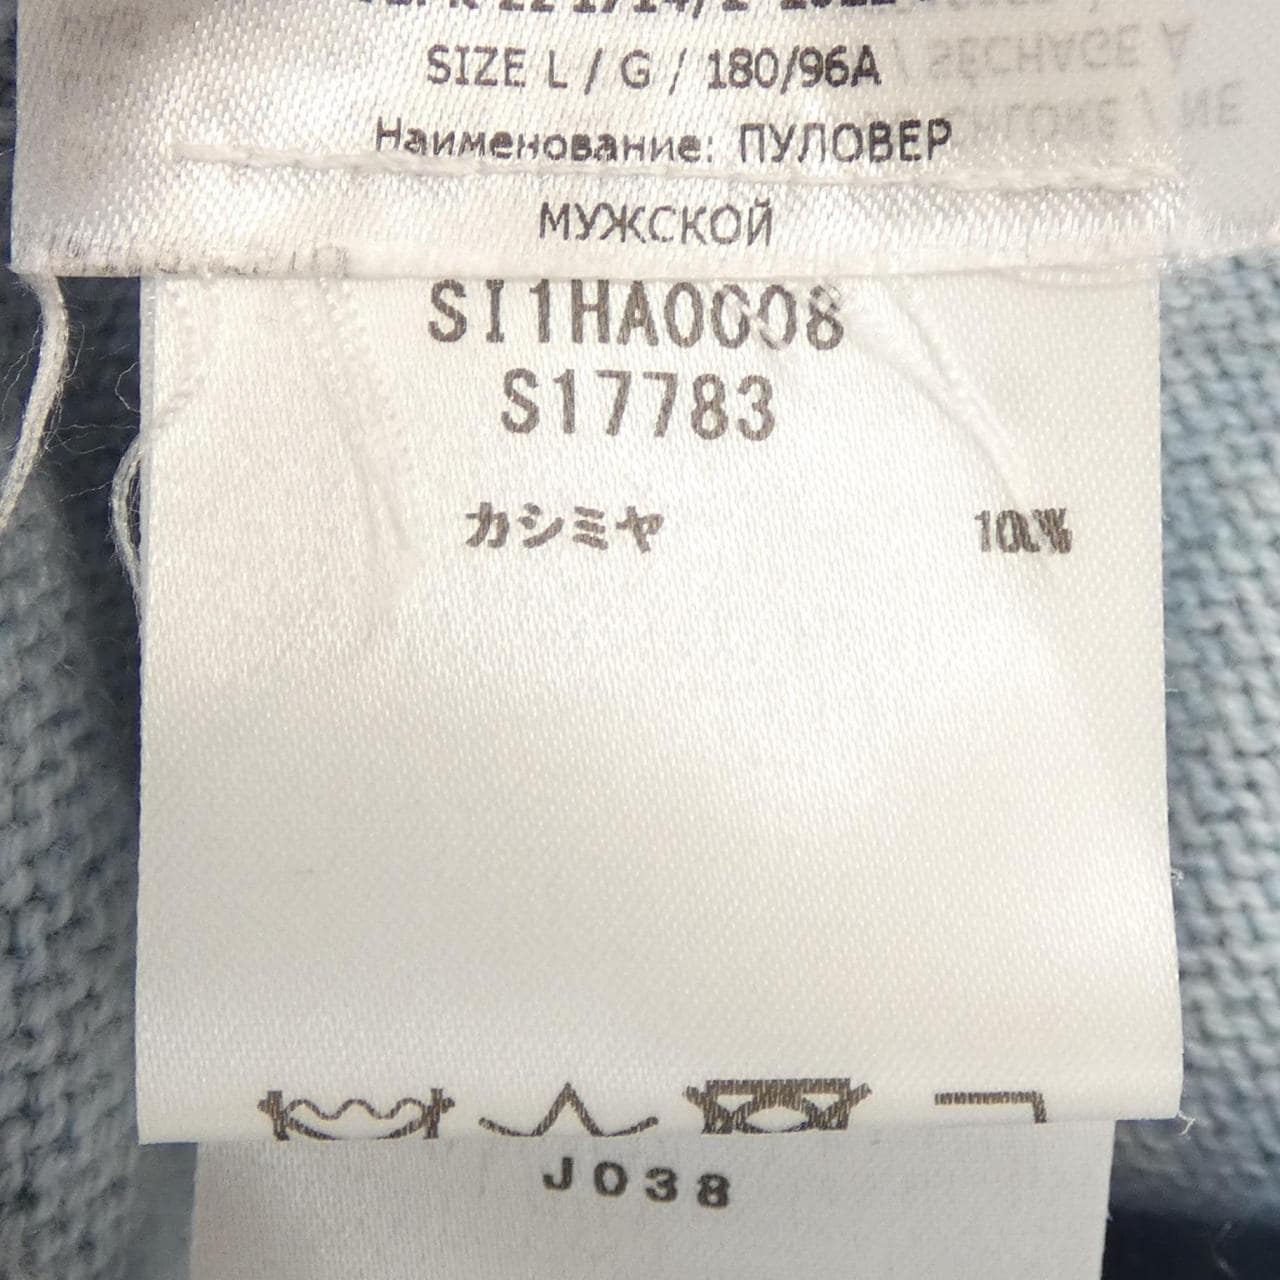 SIZE L / G / 180/96A
Наименование: ПУЛОВЕР
МУЖСКОЙ
SI1HA0008
S17783
カシミヤ 100%
J038